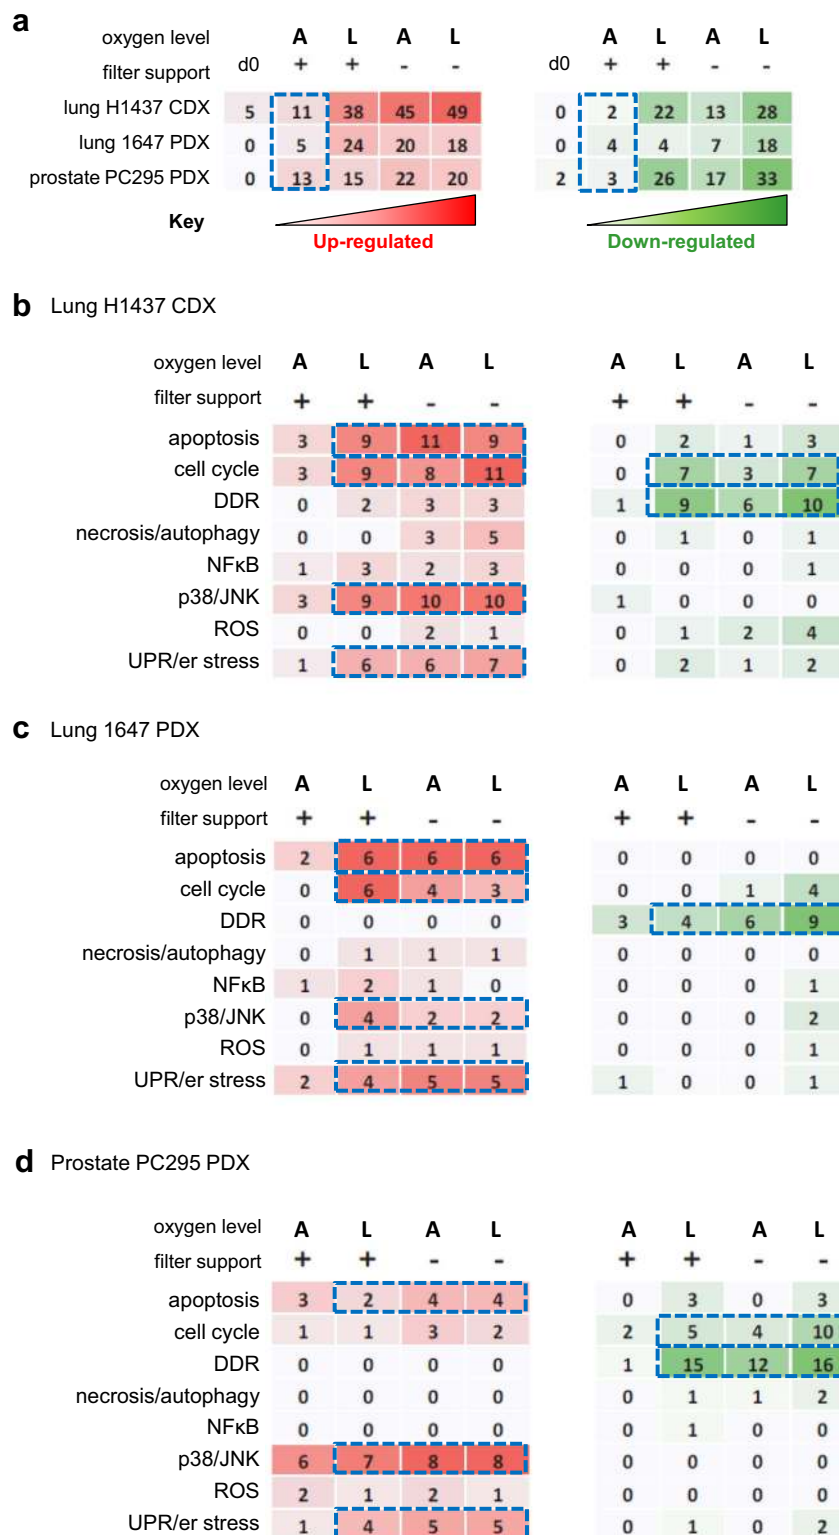 a
oxygen level A L A L A L A L
filter support d0 + + - - d0 + + - -
lung H1437 CDX 5 11 38 45 49 0 2 22 13 28
lung 1647 PDX 0 5 24 20 18 0 4 4 7 18
prostate PC295 PDX 0 13 15 22 20 2 3 26 17 33
Key
Up-regulated Down-regulated
b Lung H1437 CDX
oxygen level A L A L A L A L
filter support + + - - + + - -
apoptosis 3 9 11 9 0 2 1 3
cell cycle 3 9 8 11 0 7 3 7
DDR 0 2 3 3 1 9 6 10
necrosis/autophagy 0 0 3 5 0 1 0 1
NFκB 1 3 2 3 0 0 0 1
p38/JNK 3 9 10 10 1 0 0 0
ROS 0 0 2 1 0 1 2 4
UPR/er stress 1 6 6 7 0 2 1 2
c Lung 1647 PDX
oxygen level A L A L A L A L
filter support + + - - + + - -
apoptosis 2 6 6 6 0 0 0 0
cell cycle 0 6 4 3 0 0 1 4
DDR 0 0 0 0 3 4 6 9
necrosis/autophagy 0 1 1 1 0 0 0 0
NFκB 1 2 1 0 0 0 0 1
p38/JNK 0 4 2 2 0 0 0 2
ROS 0 1 1 1 0 0 0 1
UPR/er stress 2 4 5 5 1 0 0 1
d Prostate PC295 PDX
oxygen level A L A L A L A L
filter support + + - - + + - -
apoptosis 3 2 4 4 0 3 0 3
cell cycle 1 1 3 2 2 5 4 10
DDR 0 0 0 0 1 15 12 16
necrosis/autophagy 0 0 0 0 0 1 1 2
NFκB 0 0 0 0 0 1 0 0
p38/JNK 6 7 8 8 0 0 0 0
ROS 2 1 2 1 0 0 0 0
UPR/er stress 1 4 5 5 0 1 0 2